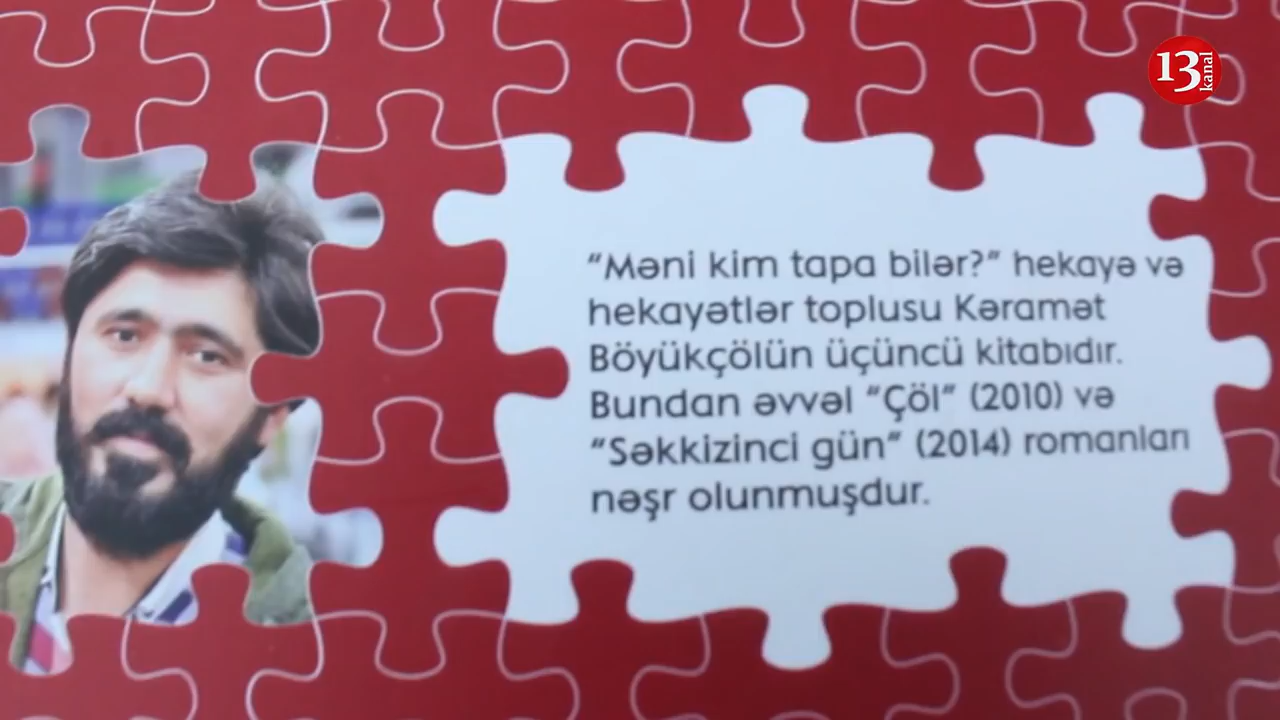 13 kanal
“Məni kim tapa bilər?” hekayə və
hekayətlər toplusu Kəramət
Böyükçölün üçüncü kitabıdır.
Bundan əvvəl “Çöl” (2010) və
“Səkkizinci gün” (2014) romanları
nəşr olunmuşdur.